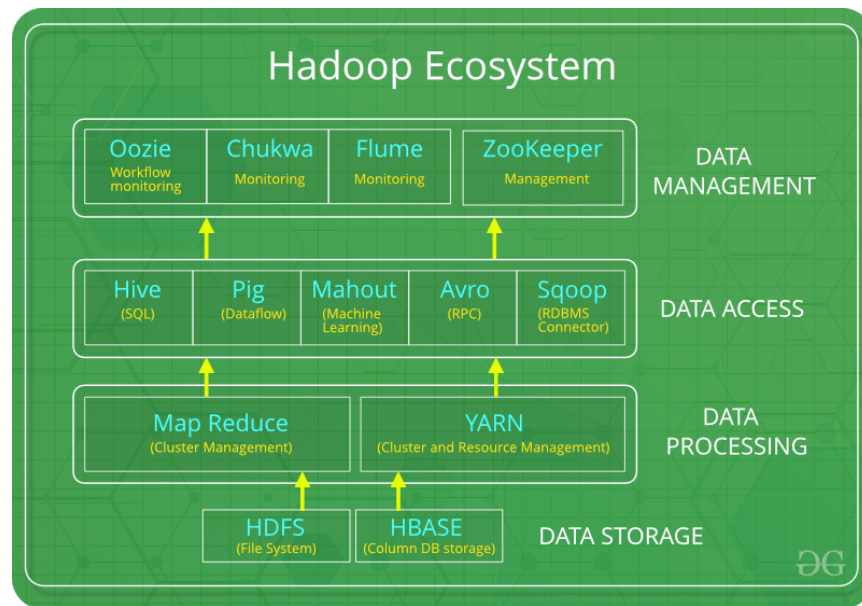 Hadoop Ecosystem
Oozie
Workflow
monitoring
Chukwa
Monitoring
Flume
Monitoring
ZooKeeper
Management
DATA
MANAGEMENT
Hive
(SQL)
Pig
(Dataflow)
Mahout
(Machine
Learning)
Avro
(RPC)
Sqoop
(RDBMS
Connector)
DATA ACCESS
Map Reduce
(Cluster Management)
YARN
(Cluster and Resource Management)
DATA
PROCESSING
HDFS
(File System)
HBASE
(Column DB storage)
DATA STORAGE